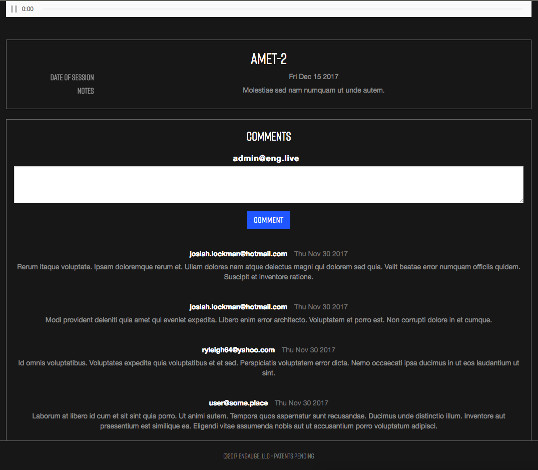 0:00
AMET-2
DATE OF SESSION Fri Dec 15 2017
NOTES Molestiae sed nam numquam ut unde autem.
COMMENTS
admin@eng.live
COMMENT
josiah.lockman@hotmail.com Thu Nov 30 2017
Rerum itaque voluptate. Ipsam doloremque rerum et. Ullam dolores nam atque delectus magni qui dolorem sed quia. Velit beatae error numquam officiis quidem.
Suscipit et inventore ratione.
josiah.lockman@hotmail.com Thu Nov 30 2017
Modi provident deleniti quia amet qui eveniet expedita. Libero enim error architecto. Voluptatem et porro est. Non corrupti dolore in et cumque.
ryleigh64@yahoo.com Thu Nov 30 2017
Id omnis voluptatibus. Voluptates expedita quia voluptatibus et et sed. Perspiciatis voluptatem error dicta. Nemo occaecati ipsa ducimus in ut eos laudantium ut
sint.
user@some.place Thu Nov 30 2017
Laborum at libero id cum et sit sint quia porro. Ut animi autem. Tempora quos aspernatur sunt recusandae. Ducimus unde distinctio illum. Inventore aut
praesentium est similique ea. Eligendi vitae assumenda nobis aut ut accusantium porro voluptatum adipisci.
ENGAUGE LLC - PATENTS PENDING